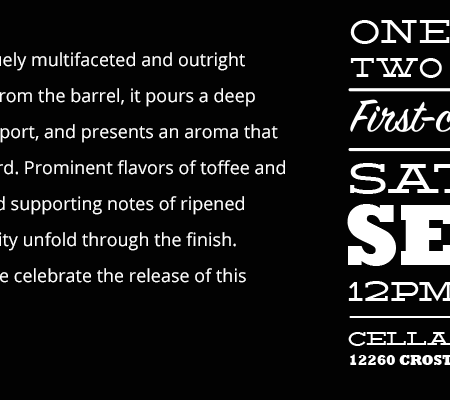 uely multifaceted and outright
rom the barrel, it pours a deep
port, and presents an aroma that
rd. Prominent flavors of toffee and
d supporting notes of ripened
ity unfold through the finish.
e celebrate the release of this
ONE
TWO
First-c
SAT
SE
12PM
CELLA
12260 CROST